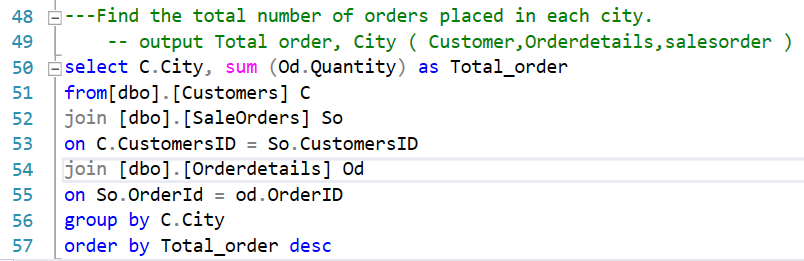 48 ---Find the total number of orders placed in each city.
49 -- output Total order, City ( Customer,Orderdetails,salesorder )
50 select C.City, sum (Od.Quantity) as Total_order
51 from[dbo].[Customers] C
52 join [dbo].[SaleOrders] So
53 on C.CustomersID = So.CustomersID
54 join [dbo].[Orderdetails] Od
55 on So.OrderId = od.OrderID
56 group by C.City
57 order by Total_order desc